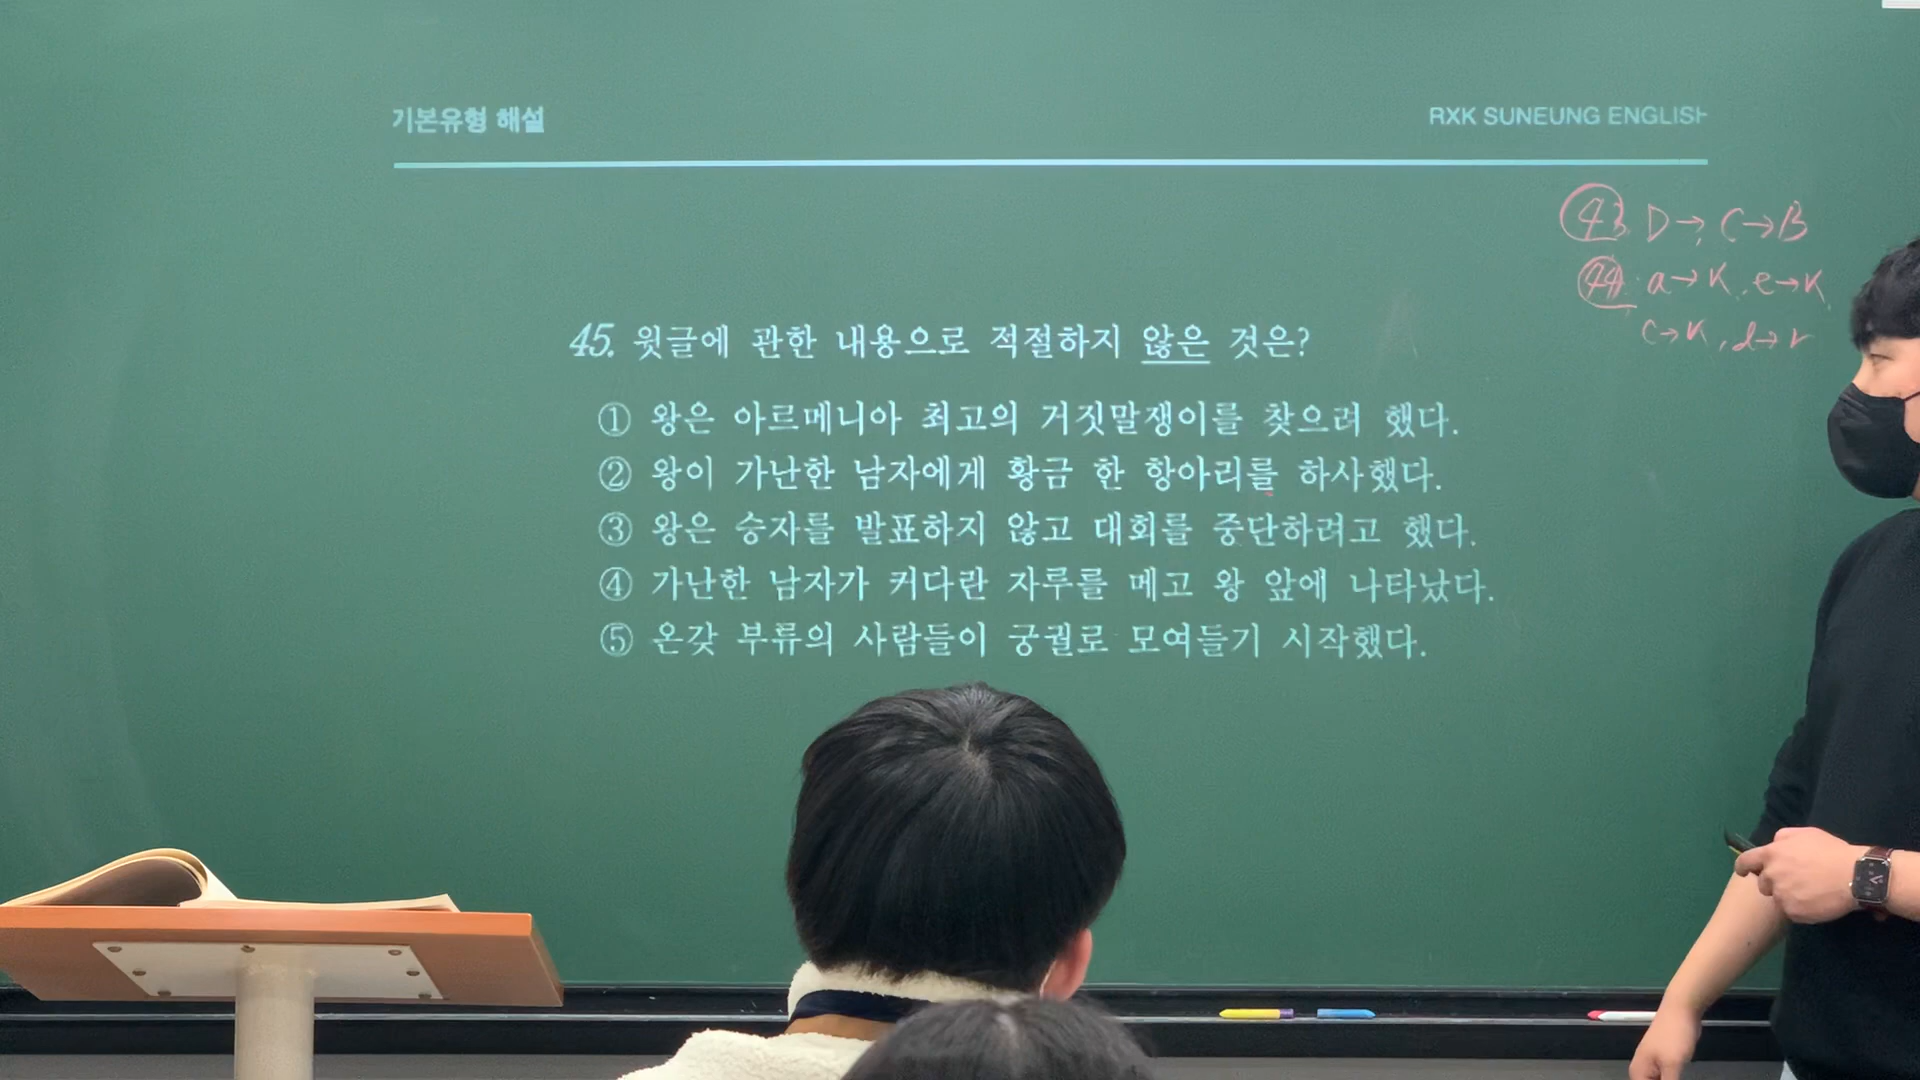 기본유형 해설
RXK SUNEUNG ENGLISH
43. D→, C→B
44. a→K, e→K,
c→K, d→r
45. 윗글에 관한 내용으로 적절하지 않은 것은?
① 왕은 아르메니아 최고의 거짓말쟁이를 찾으려 했다.
② 왕이 가난한 남자에게 황금 한 항아리를 하사했다.
③ 왕은 승자를 발표하지 않고 대회를 중단하려고 했다.
④ 가난한 남자가 커다란 자루를 메고 왕 앞에 나타났다.
⑤ 온갖 부류의 사람들이 궁궐로 모여들기 시작했다.